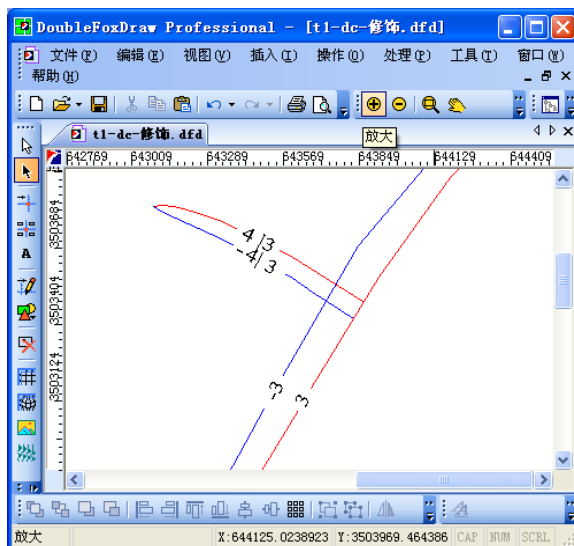 DoubleFoxDraw Professional - [t1-dc-修饰.dfd]
文件(F) 编辑(E) 视图(V) 插入(I) 操作(O) 处理(P) 工具(T) 窗口(W)
帮助(H)
t1-dc-修饰.dfd
放大
642769 643009 643289 643569 643849 644129 644409
3503684
3503404
3503124
A
4|3
-4|3
-3
3
放大 X:644125.0238923 Y:3503969.464386 CAP NUM SCRL